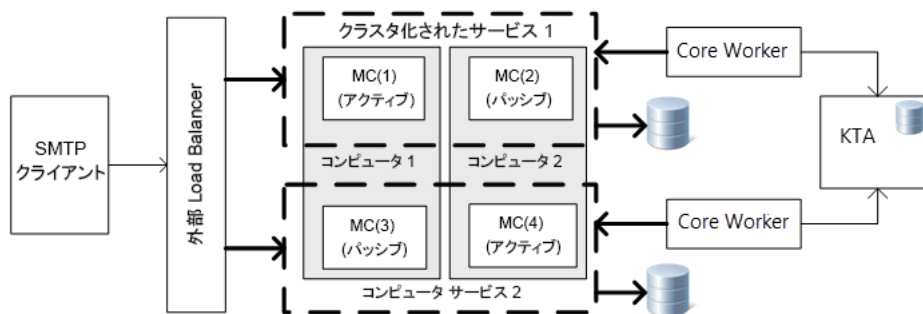 SMTP
クライアント
外部 Load Balancer
クラスタ化されたサービス 1
MC(1)
(アクティブ)
MC(2)
(パッシブ)
コンピュータ 1
コンピュータ 2
MC(3)
(パッシブ)
MC(4)
(アクティブ)
コンピュータ サービス 2
Core Worker
KTA
Core Worker